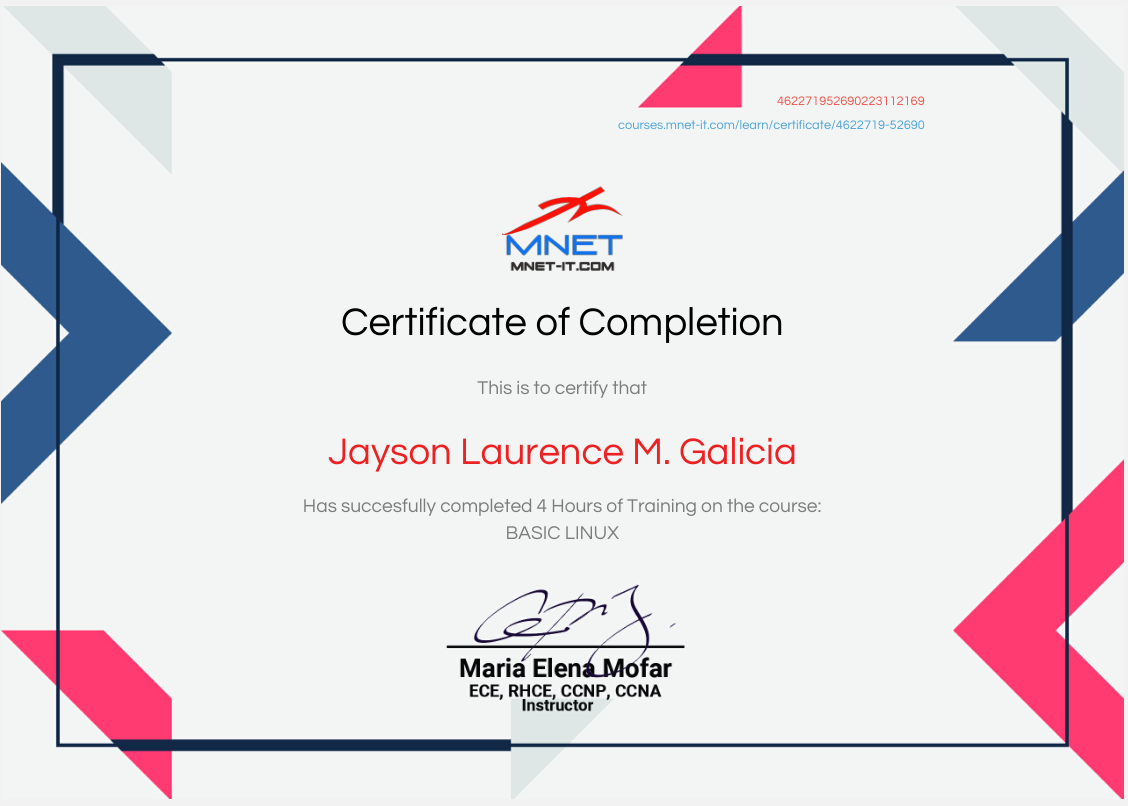 462271952690223112169
courses.mnet-it.com/learn/certificate/4622719-52690
MNET
MNET-IT.COM
Certificate of Completion
This is to certify that
Jayson Laurence M. Galicia
Has succesfully completed 4 Hours of Training on the course:
BASIC LINUX
Maria Elena Mofar
ECE, RHCE, CCNP, CCNA
Instructor